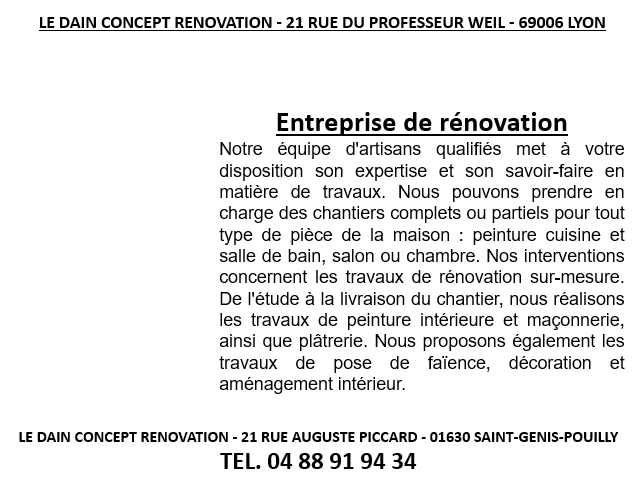 LE DAIN CONCEPT RENOVATION - 21 RUE DU PROFESSEUR WEIL - 69006 LYON
Entreprise de rénovation
Notre équipe d'artisans qualifiés met à votre
disposition son expertise et son savoir-faire en
matière de travaux. Nous pouvons prendre en
charge des chantiers complets ou partiels pour tout
type de pièce de la maison : peinture cuisine et
salle de bain, salon ou chambre. Nos interventions
concernent les travaux de rénovation sur-mesure.
De l'étude à la livraison du chantier, nous réalisons
les travaux de peinture intérieure et maçonnerie,
ainsi que plâtrerie. Nous proposons également les
travaux de pose de faïence, décoration et
aménagement intérieur.
LE DAIN CONCEPT RENOVATION - 21 RUE AUGUSTE PICCARD - 01630 SAINT-GENIS-POUILLY
TEL. 04 88 91 94 34